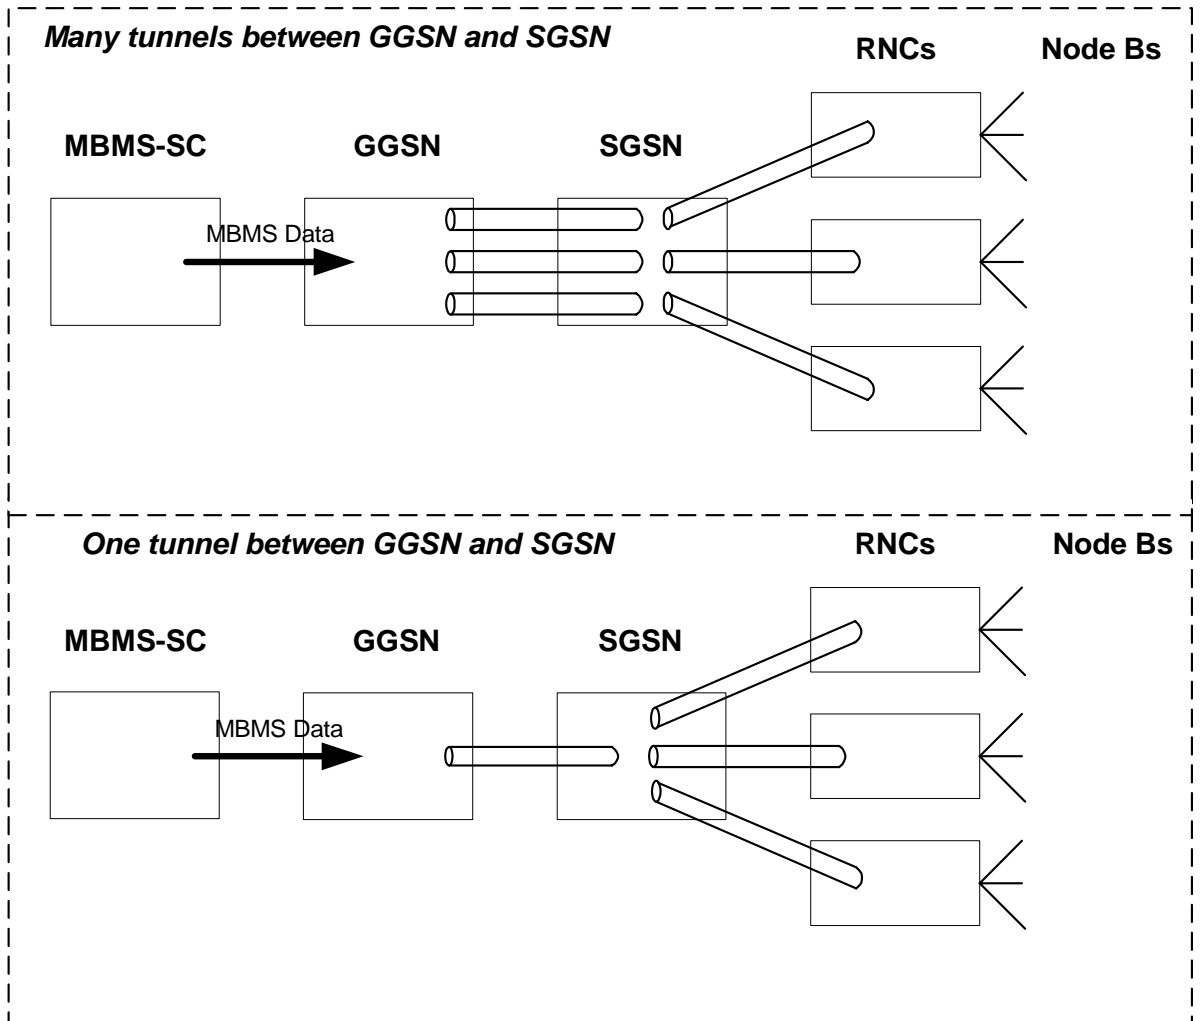 Many tunnels between GGSN and SGSN
RNCs Node Bs
MBMS-SC GGSN SGSN
MBMS Data
One tunnel between GGSN and SGSN RNCs Node Bs
MBMS-SC GGSN SGSN
MBMS Data